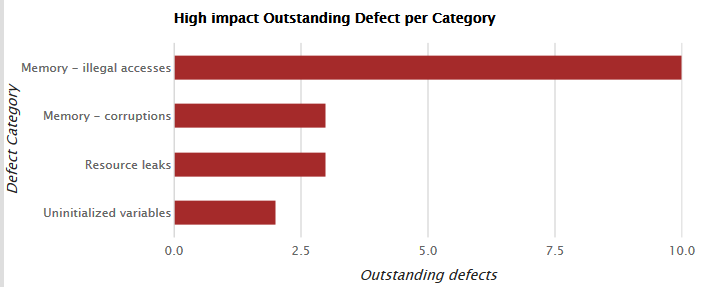 High impact Outstanding Defect per Category
Defect Category
Memory - illegal accesses
Memory - corruptions
Resource leaks
Uninitialized variables
0.0 2.5 5.0 7.5 10.0
Outstanding defects